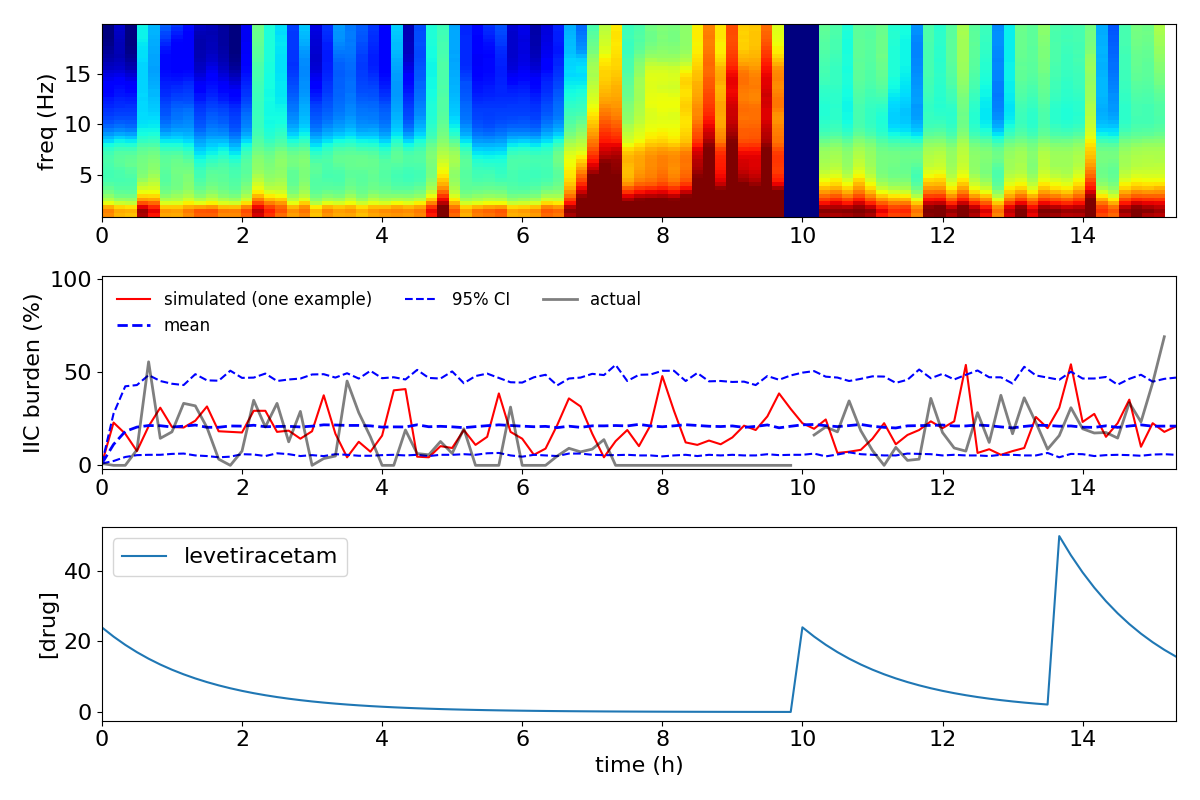 freq (Hz)
15
10
5
0 2 4 6 8 10 12 14
IIC burden (%)
100
50
0
simulated (one example) 95% CI actual
mean
0 2 4 6 8 10 12 14
[drug]
40
20
0
levetiracetam
0 2 4 6 8 10 12 14
time (h)